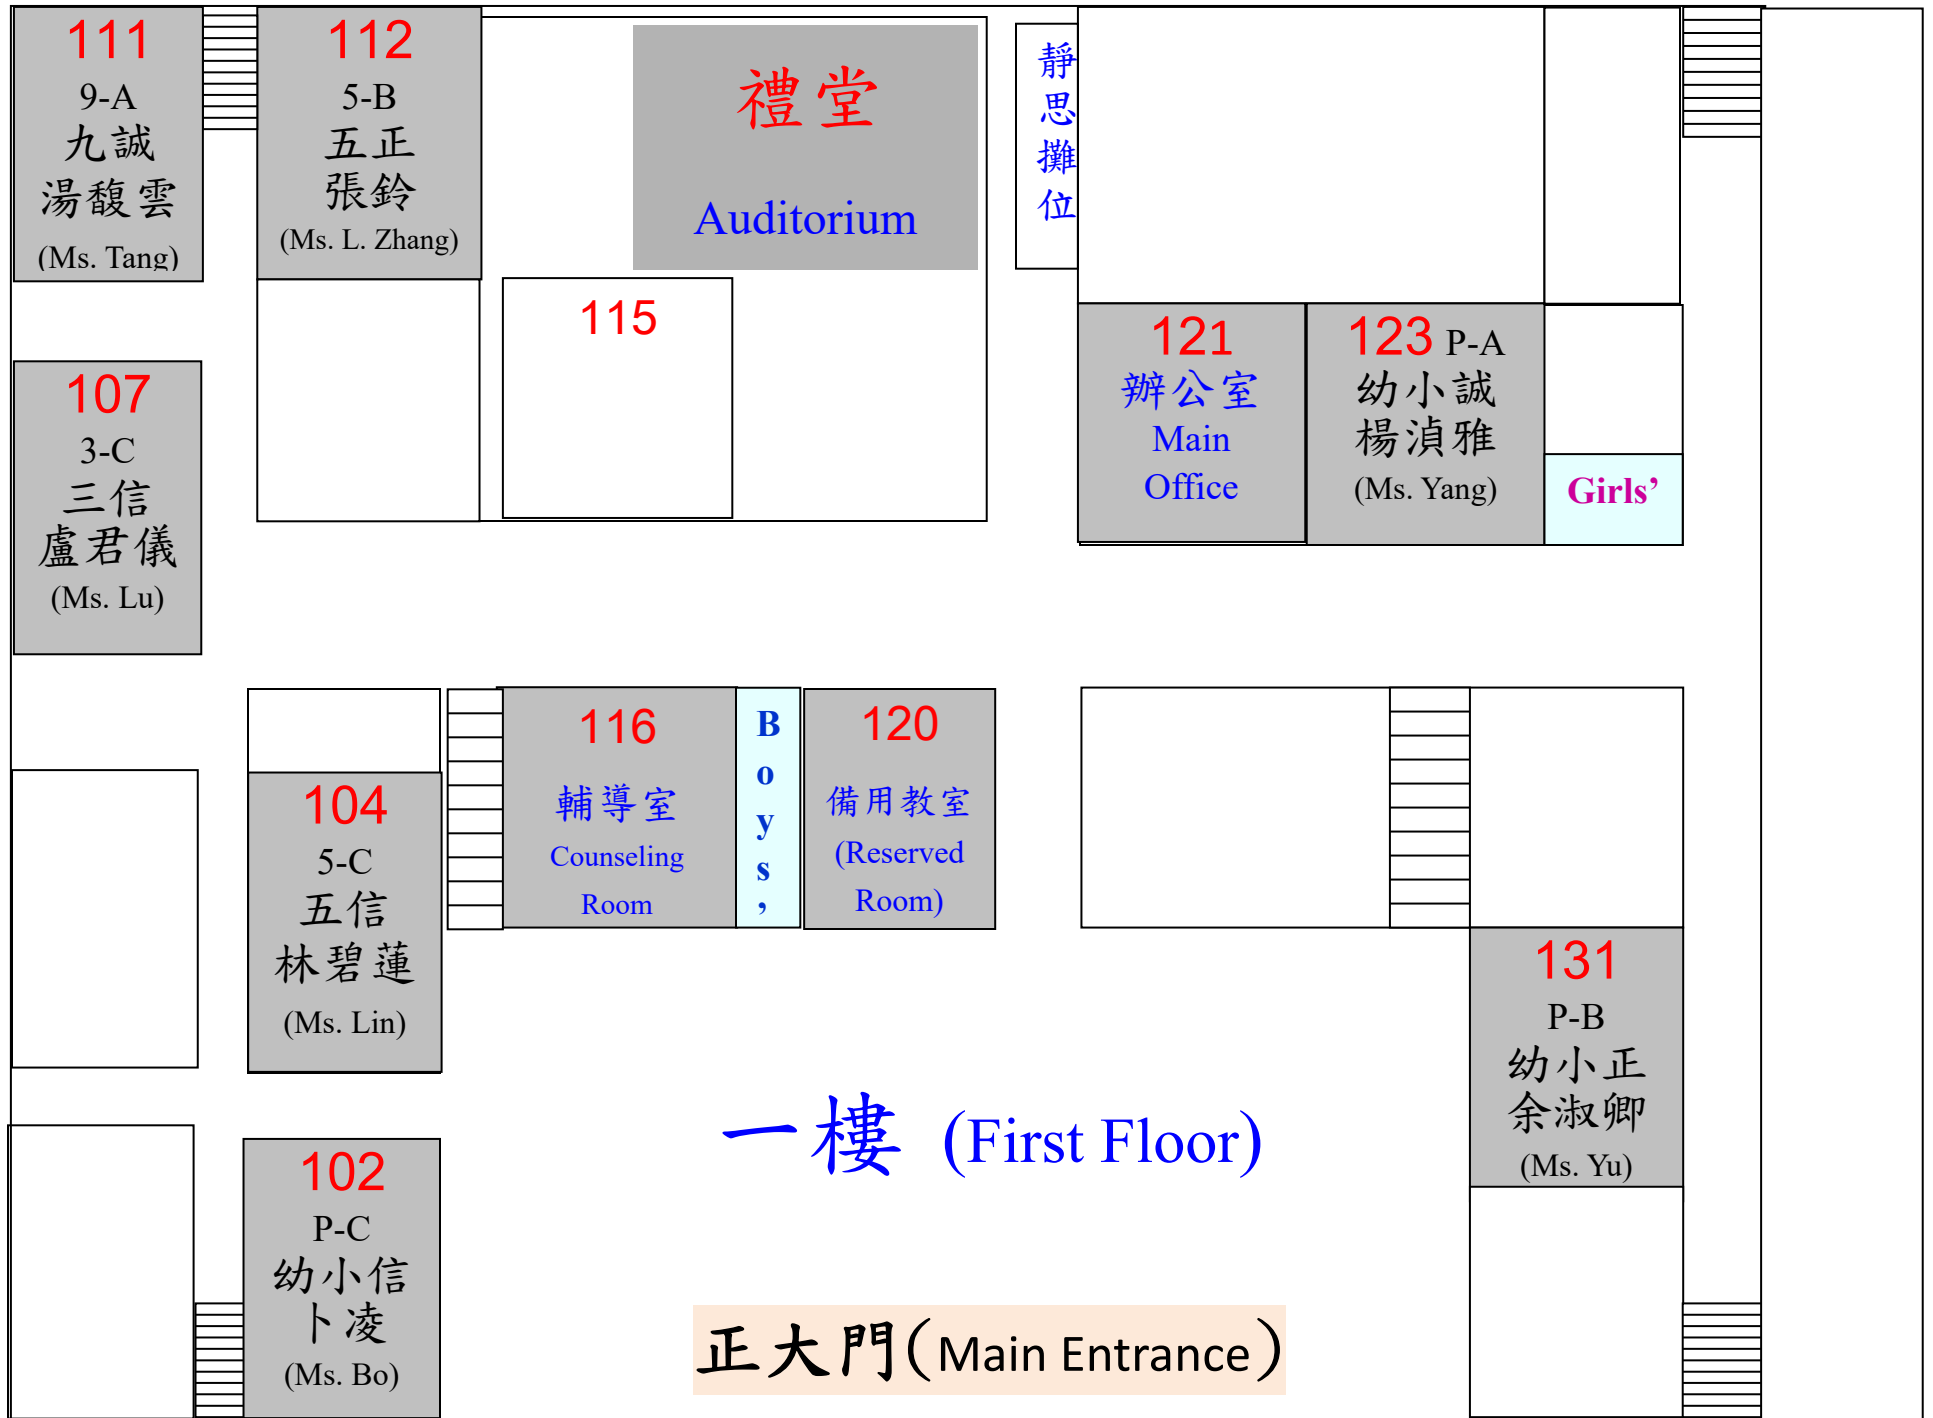 111
9-A
九誠
湯馥雲
(Ms. Tang)
112
5-B
五正
張鈴
(Ms. L. Zhang)
禮堂
Auditorium
靜
思
攤
位
115
121
辦公室
Main
Office
123 P-A
幼小誠
楊湞雅
(Ms. Yang)
Girls’
107
3-C
三信
盧君儀
(Ms. Lu)
104
5-C
五信
林碧蓮
(Ms. Lin)
116
輔導室
Counseling
Room
B
o
y
s
’
120
備用教室
(Reserved
Room)
131
P-B
幼小正
余淑卿
(Ms. Yu)
一樓 (First Floor)
102
P-C
幼小信
卜凌
(Ms. Bo)
正大門(Main Entrance)